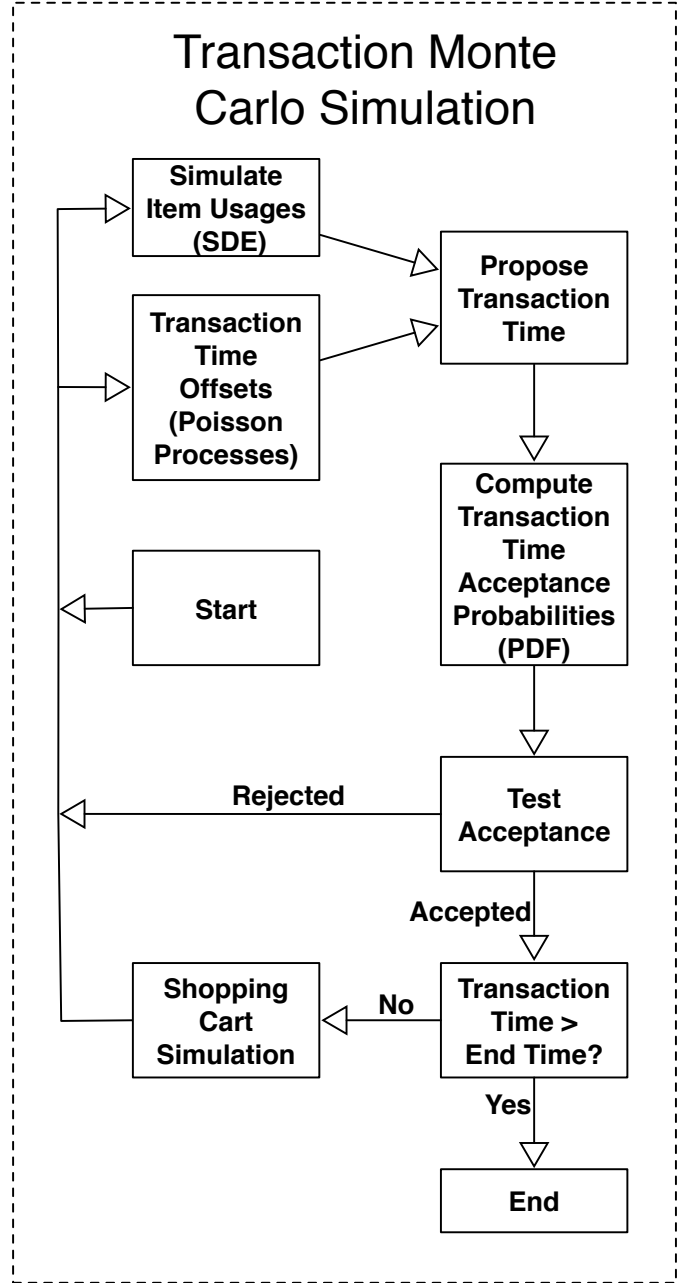 Transaction Monte
Carlo Simulation
Simulate
Item Usages
(SDE)
Propose
Transaction
Time
Transaction
Time
Offsets
(Poisson
Processes)
Compute
Transaction
Time
Acceptance
Probabilities
(PDF)
Start
Rejected
Test
Acceptance
Accepted
Shopping
Cart
Simulation
No
Transaction
Time >
End Time?
Yes
End